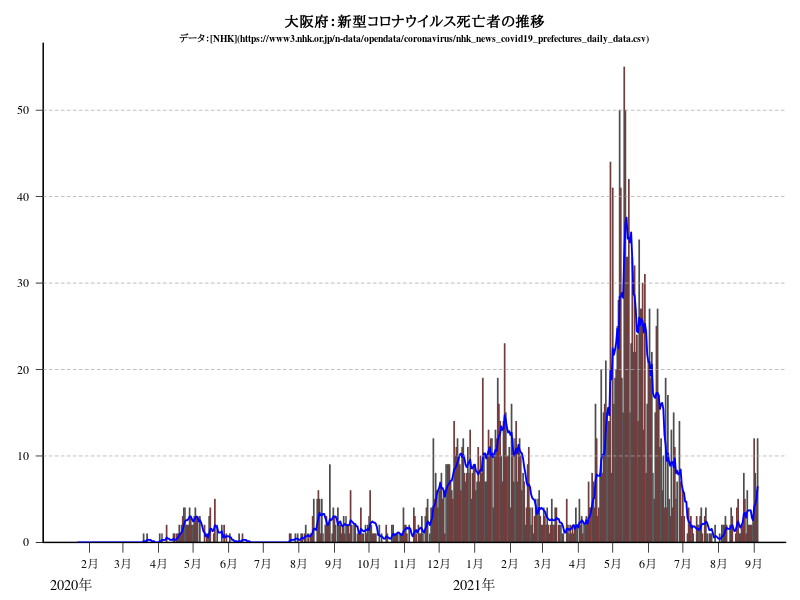 大阪府：新型コロナウイルス死亡者の推移
データ：[NHK](https://www3.nhk.or.jp/n-data/opendata/coronavirus/nhk_news_covid19_prefectures_daily_data.csv)
50
40
30
20
10
0
2月 3月 4月 5月 6月 7月 8月 9月 10月 11月 12月 1月 2月 3月 4月 5月 6月 7月 8月 9月
2020年 2021年